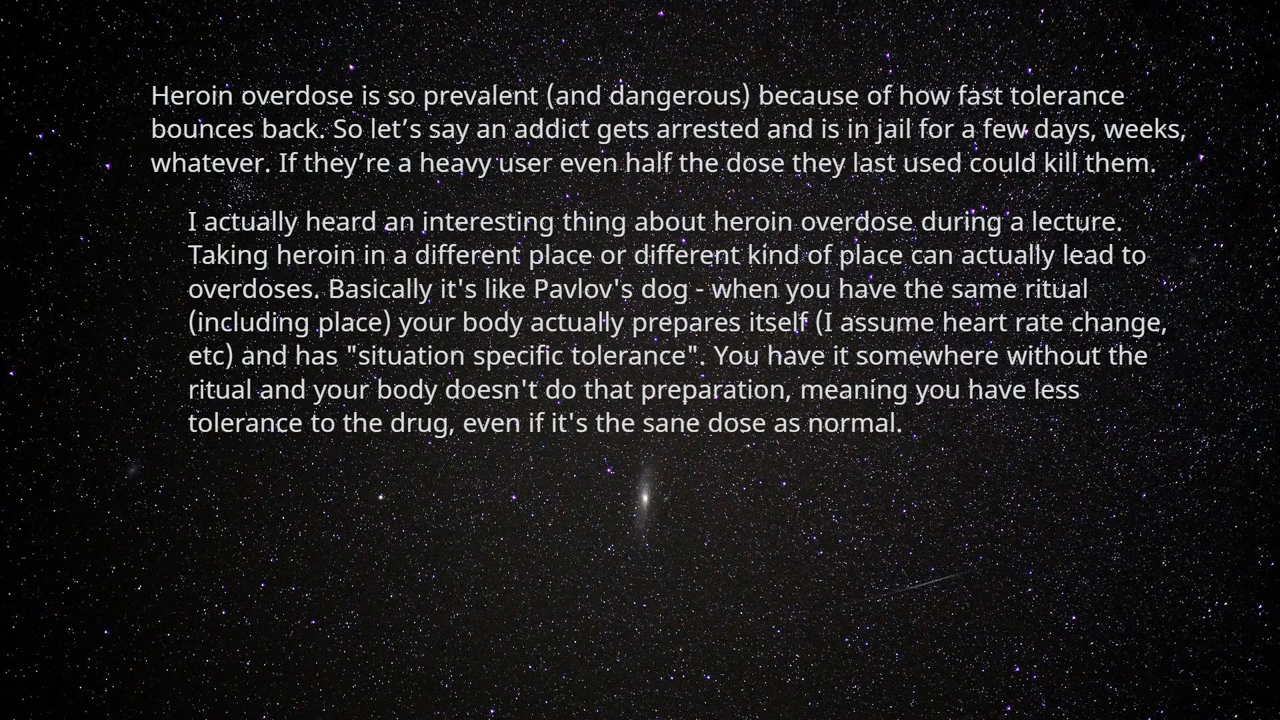 Heroin overdose is so prevalent (and dangerous) because of how fast tolerance
bounces back. So let’s say an addict gets arrested and is in jail for a few days, weeks,
whatever. If they’re a heavy user even half the dose they last used could kill them.
I actually heard an interesting thing about heroin overdose during a lecture.
Taking heroin in a different place or different kind of place can actually lead to
overdoses. Basically it's like Pavlov's dog - when you have the same ritual
(including place) your body actually prepares itself (I assume heart rate change,
etc) and has "situation specific tolerance". You have it somewhere without the
ritual and your body doesn't do that preparation, meaning you have less
tolerance to the drug, even if it's the sane dose as normal.